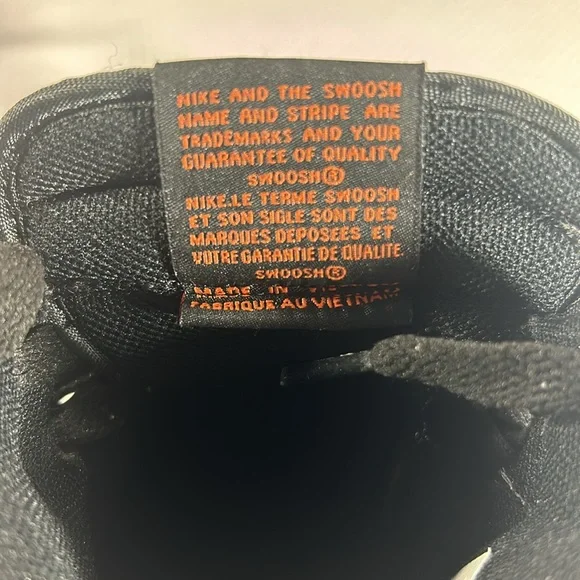 NIKE AND THE SWOOSH
NAME AND STRIPE ARE
TRADEMARKS AND YOUR
GUARANTEE OF QUALITY
SWOOSH®
NIKE.LE TERME SWOOSH
ET SON SIGLE SONT DES
MARQUES DEPOSEES ET
VOTRE GARANTIE DE QUALITE
SWOOSH®
MADE IN
FABRIQUE AU VIETNAM